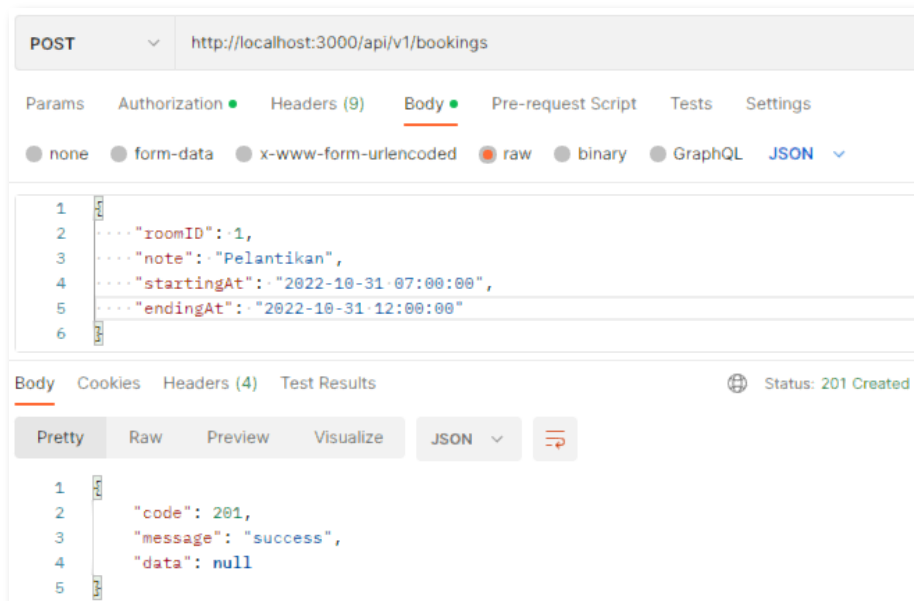 POST http://localhost:3000/api/v1/bookings
Params Authorization Headers (9) Body Pre-request Script Tests Settings
none form-data x-www-form-urlencoded raw binary GraphQL JSON
1 {
2 "roomID": 1,
3 "note": "Pelantikan",
4 "startingAt": "2022-10-31 07:00:00",
5 "endingAt": "2022-10-31 12:00:00"
6 }
Body Cookies Headers (4) Test Results Status: 201 Created
Pretty Raw Preview Visualize JSON
1 {
2 "code": 201,
3 "message": "success",
4 "data": null
5 }